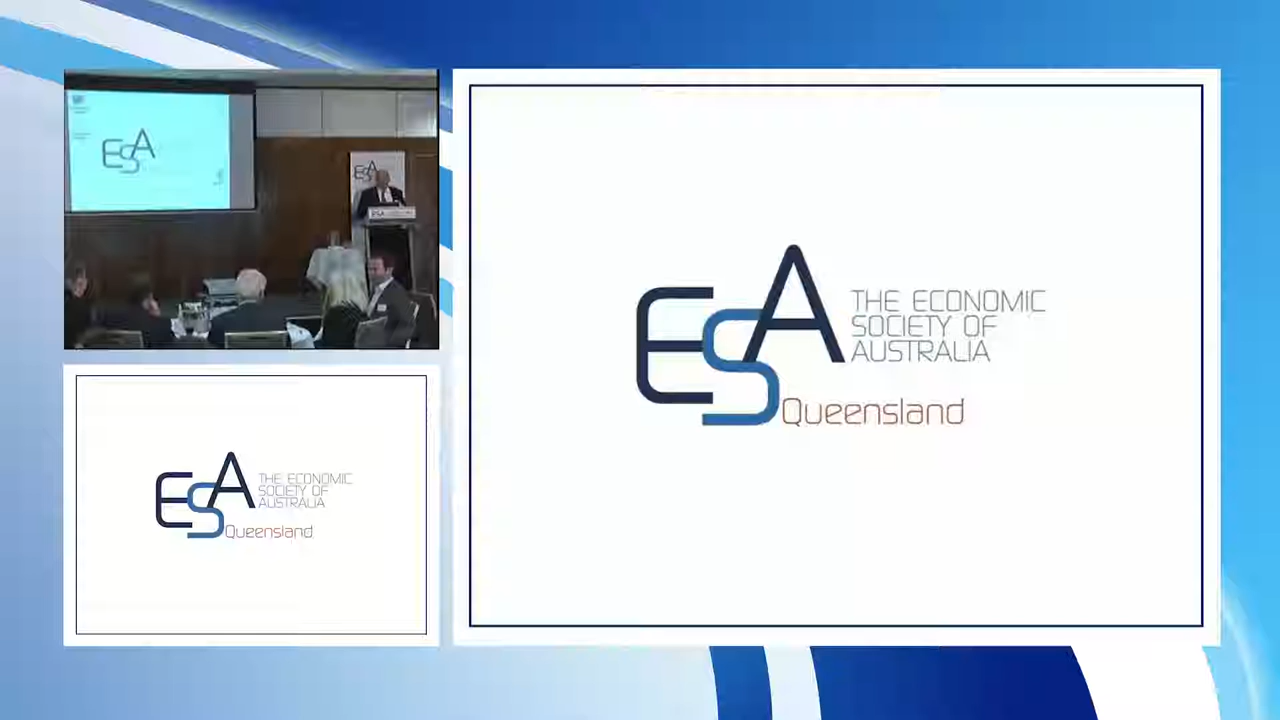 ESA
ESA
ESA
THE ECONOMIC
SOCIETY OF
AUSTRALIA
Queensland
ESA
THE ECONOMIC
SOCIETY OF
AUSTRALIA
Queensland